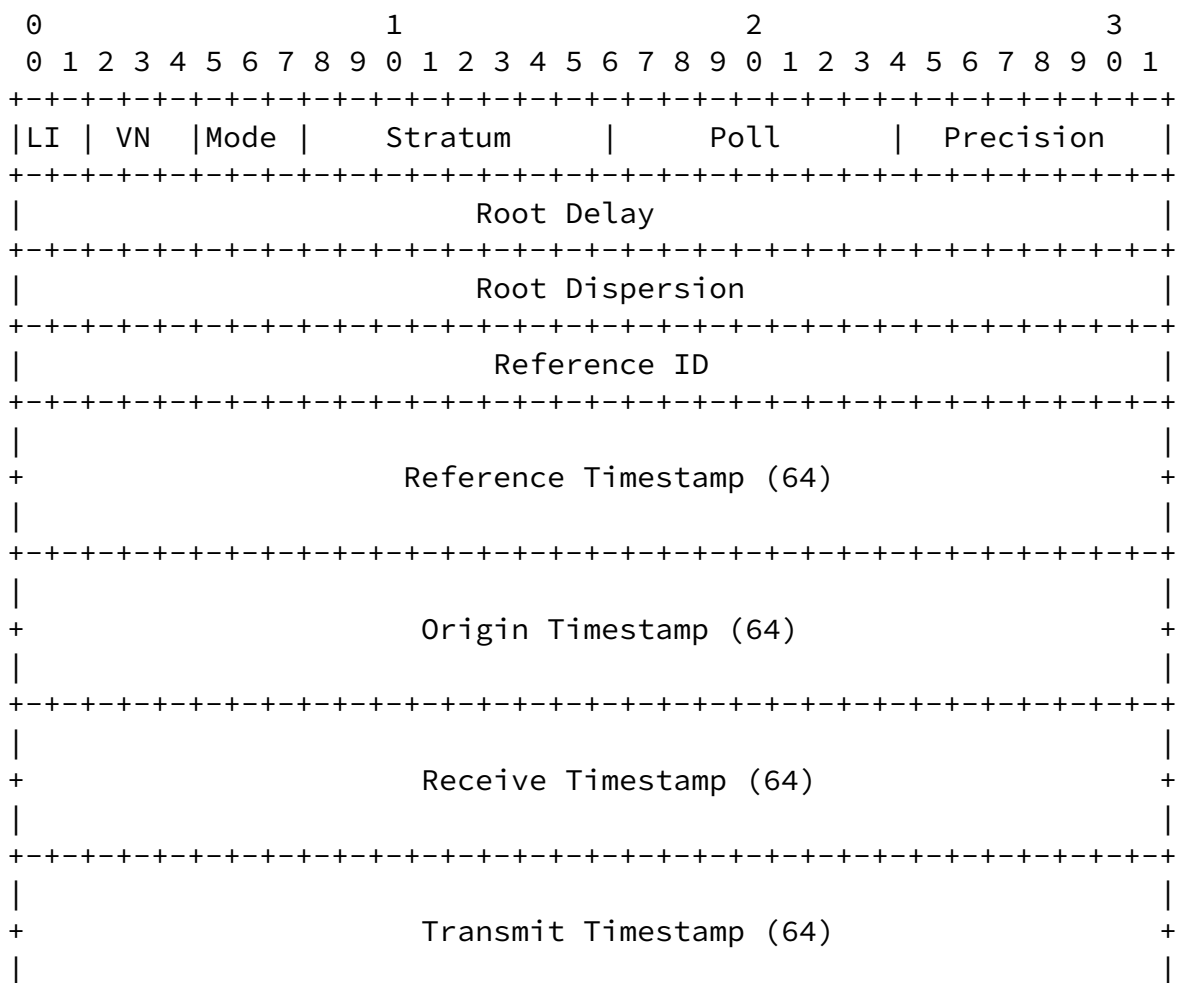 0                   1                   2                   3
 0 1 2 3 4 5 6 7 8 9 0 1 2 3 4 5 6 7 8 9 0 1 2 3 4 5 6 7 8 9 0 1
+-+-+-+-+-+-+-+-+-+-+-+-+-+-+-+-+-+-+-+-+-+-+-+-+-+-+-+-+-+-+-+-+
|LI | VN  |Mode |    Stratum     |     Poll      |  Precision   |
+-+-+-+-+-+-+-+-+-+-+-+-+-+-+-+-+-+-+-+-+-+-+-+-+-+-+-+-+-+-+-+-+
|                         Root Delay                            |
+-+-+-+-+-+-+-+-+-+-+-+-+-+-+-+-+-+-+-+-+-+-+-+-+-+-+-+-+-+-+-+-+
|                         Root Dispersion                       |
+-+-+-+-+-+-+-+-+-+-+-+-+-+-+-+-+-+-+-+-+-+-+-+-+-+-+-+-+-+-+-+-+
|                          Reference ID                         |
+-+-+-+-+-+-+-+-+-+-+-+-+-+-+-+-+-+-+-+-+-+-+-+-+-+-+-+-+-+-+-+-+
|                                                               |
+                     Reference Timestamp (64)                  +
|                                                               |
+-+-+-+-+-+-+-+-+-+-+-+-+-+-+-+-+-+-+-+-+-+-+-+-+-+-+-+-+-+-+-+-+
|                                                               |
+                      Origin Timestamp (64)                    +
|                                                               |
+-+-+-+-+-+-+-+-+-+-+-+-+-+-+-+-+-+-+-+-+-+-+-+-+-+-+-+-+-+-+-+-+
|                                                               |
+                      Receive Timestamp (64)                   +
|                                                               |
+-+-+-+-+-+-+-+-+-+-+-+-+-+-+-+-+-+-+-+-+-+-+-+-+-+-+-+-+-+-+-+-+
|                                                               |
+                      Transmit Timestamp (64)                  +
|                                                               |